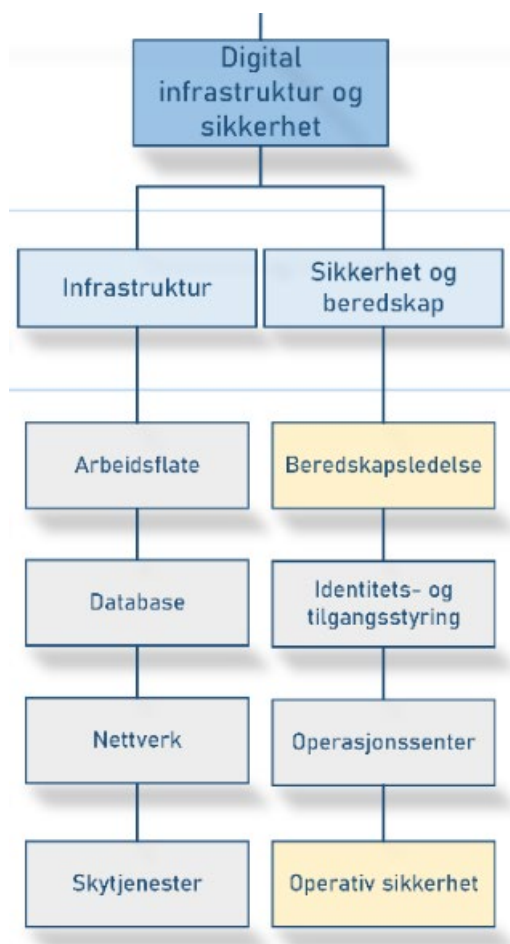 Digital
infrastruktur og
sikkerhet
Infrastruktur
Sikkerhet og
beredskap
Arbeidsflate
Beredskapsledelse
Database
Identitets- og
tilgangsstyring
Nettverk
Operasjonssenter
Skytjenester
Operativ sikkerhet